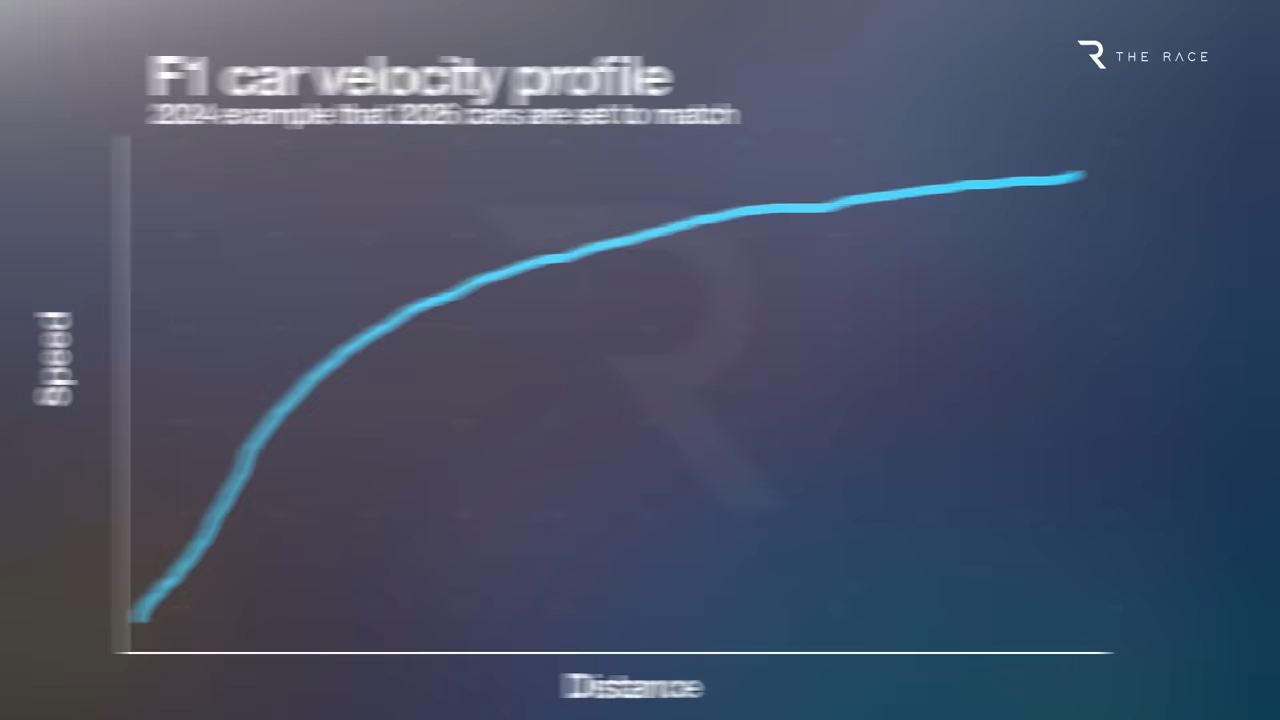 THE RACE
F1 car velocity profile
2024 example that 2026 cars are set to match
Speed
Distance